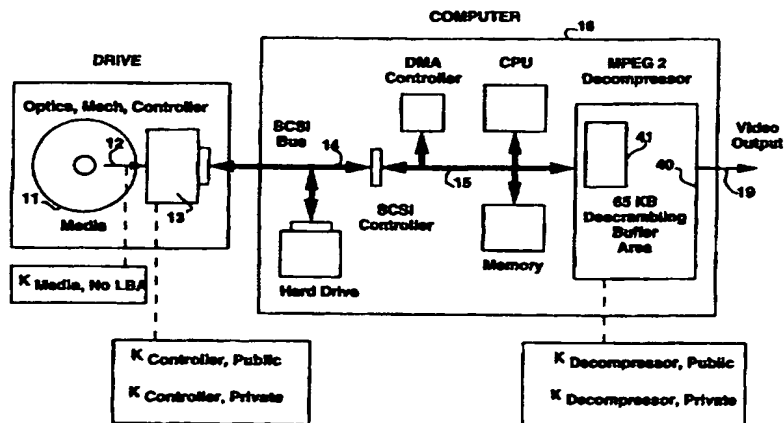 COMPUTER
16
DRIVE
DMA
Controller
CPU
MPEG 2
Decompressor
Optics, Mech, Controller
SCSI
Bus
14
12
41
Video
Output
40
15
19
11
Media
13
SCSI
Controller
65 KB
Descrambling
Buffer
Area
Memory
K Media, No LBA
Hard Drive
K Controller, Public
K Controller, Private
K Decompressor, Public
K Decompressor, Private